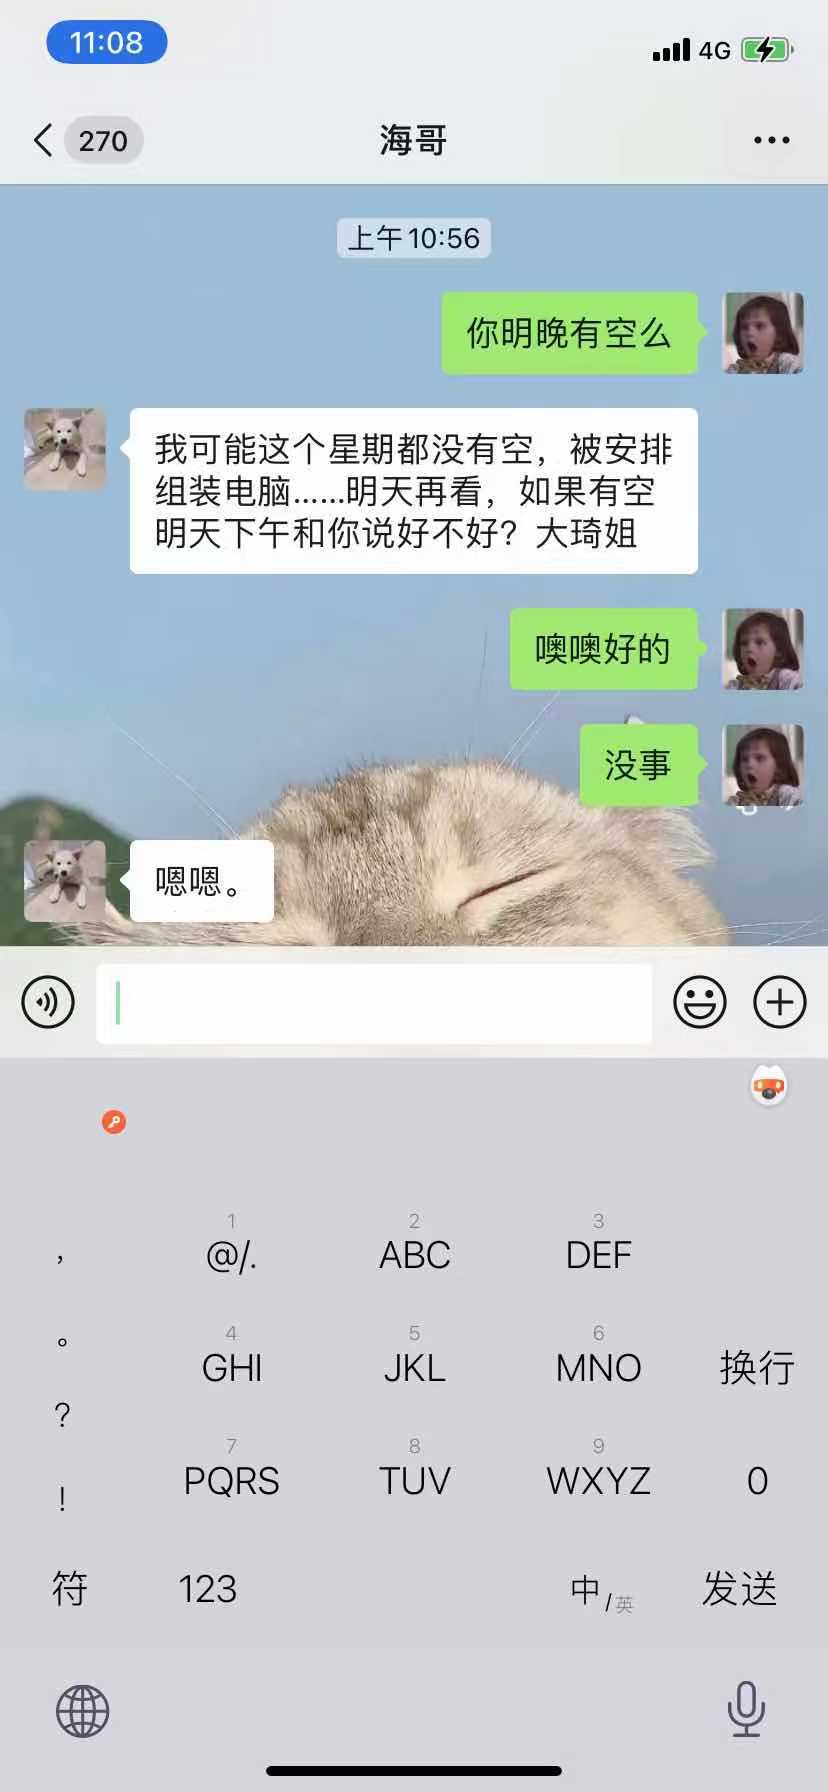 11:08
4G
270
海哥
上午10:56
你明晚有空么
我可能这个星期都没有空，被安排
组装电脑……明天再看，如果有空
明天下午和你说好不好？大琦姐
噢噢好的
没事
嗯嗯。
，
1
@/.
2
ABC
3
DEF
。
4
GHI
5
JKL
6
MNO
换行
？
7
PQRS
8
TUV
9
WXYZ
0
！
符
123
中/英
发送